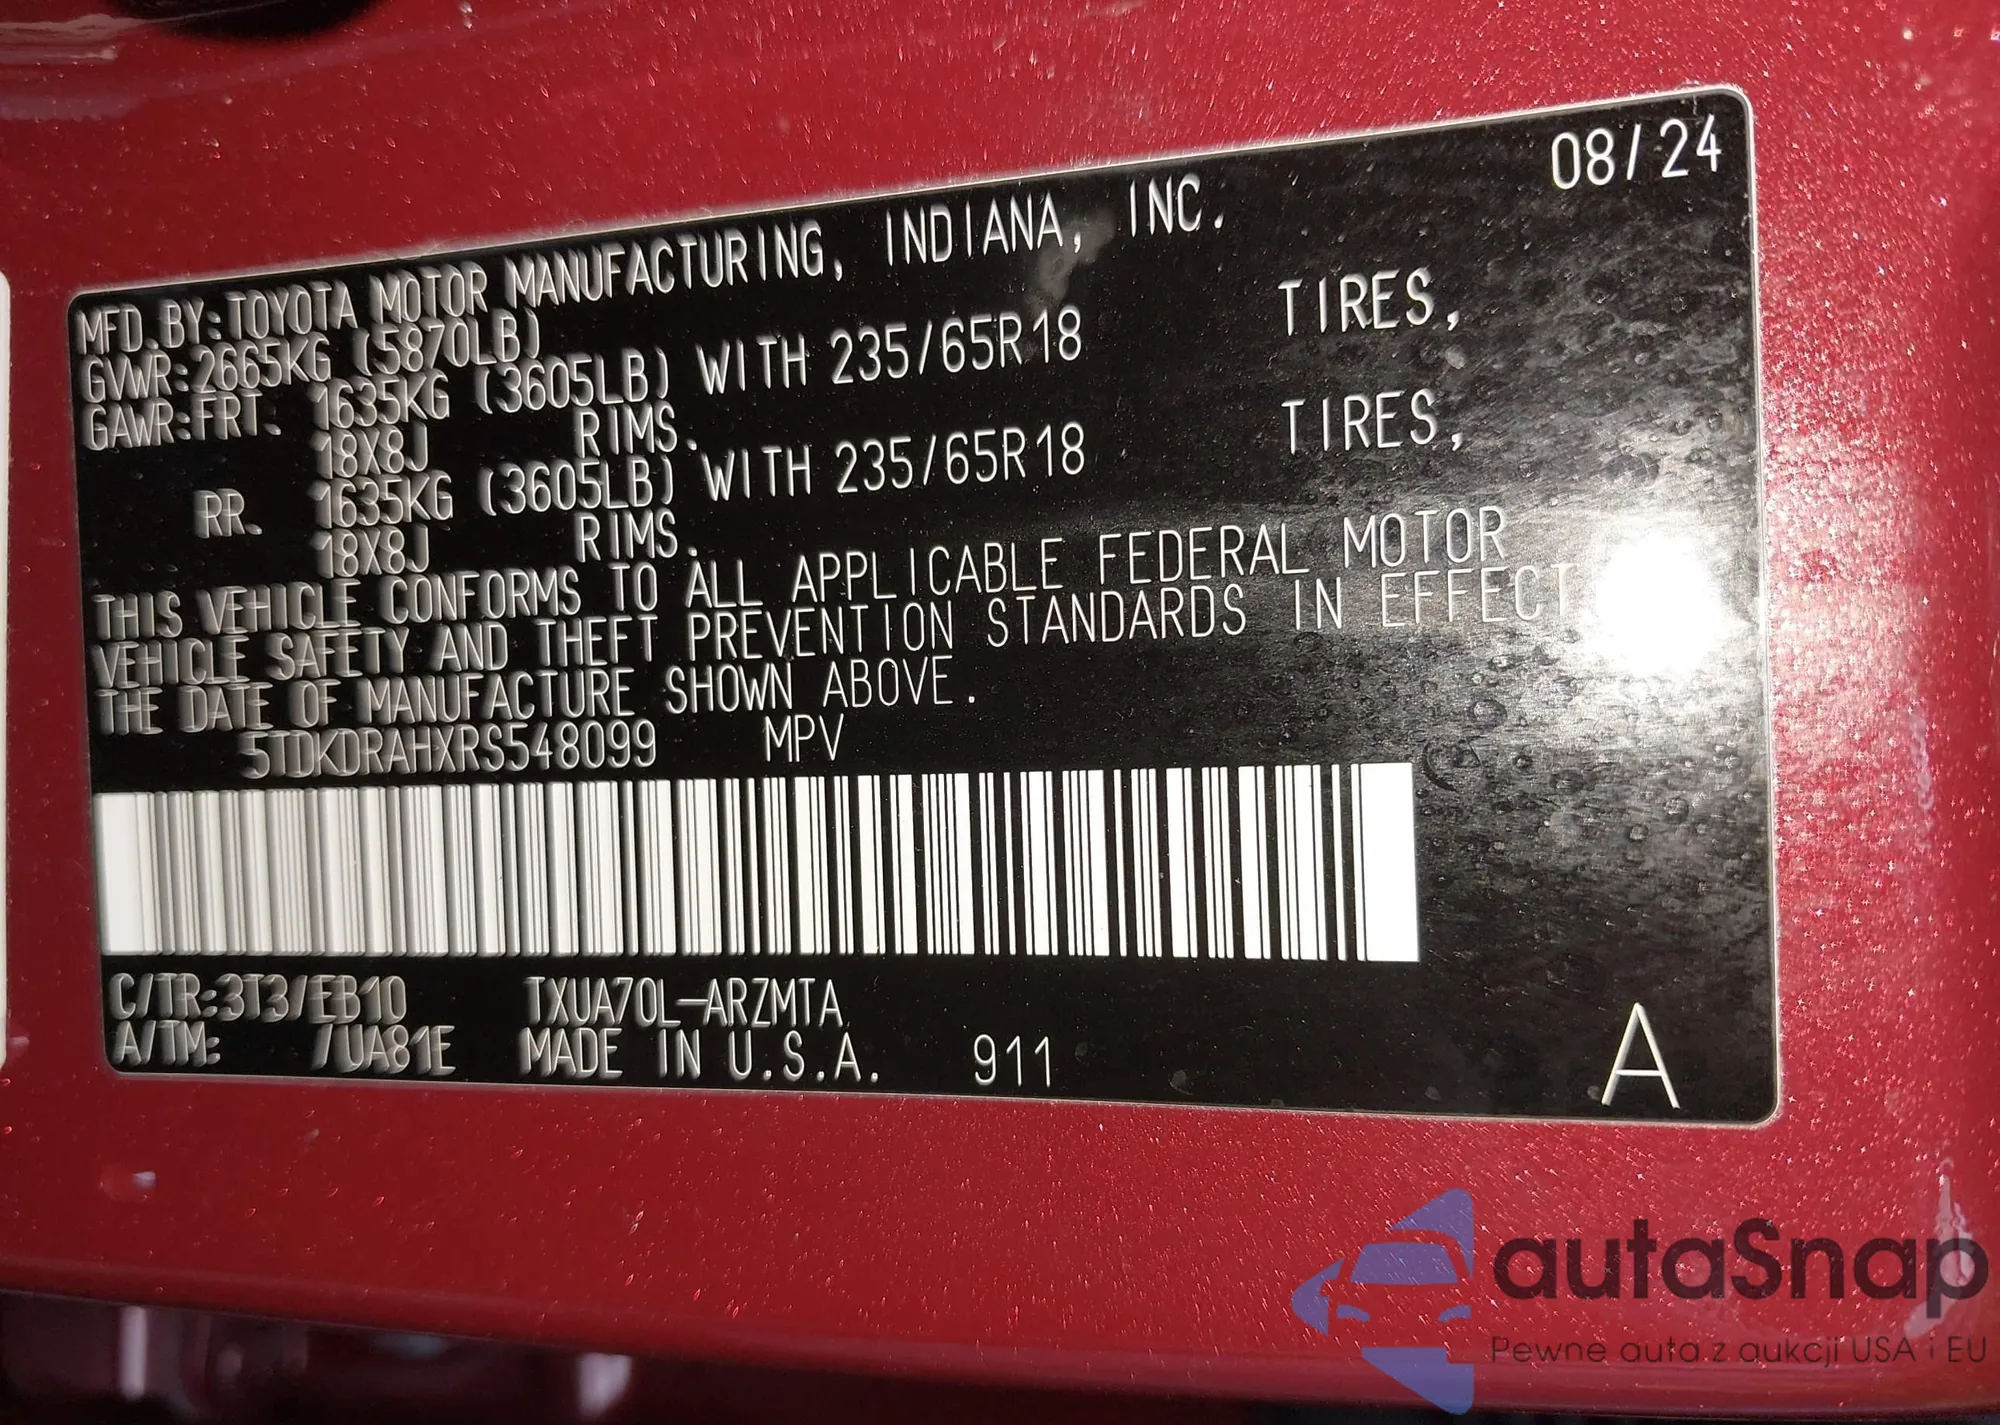 08/24
MFD.BY:TOYOTA MOTOR MANUFACTURING, INDIANA, INC.
GVWR:2665KG (5870LB)
GAWR:FRT. 1635KG (3605LB) WITH 235/65R18 TIRES,
18X8J RIMS.
RR. 1635KG (3605LB) WITH 235/65R18 TIRES,
18X8J RIMS.
THIS VEHICLE CONFORMS TO ALL APPLICABLE FEDERAL MOTOR
VEHICLE SAFETY AND THEFT PREVENTION STANDARDS IN EFFECT
THE DATE OF MANUFACTURE SHOWN ABOVE.
5TDKDRAHXRS548099 MPV
C/TR:3T3/EB10 TXUA70L-ARZMTA
A/TM: /UA81E MADE IN U.S.A. 911 A
autaSnap
Pewne auta z aukcji USA i EU